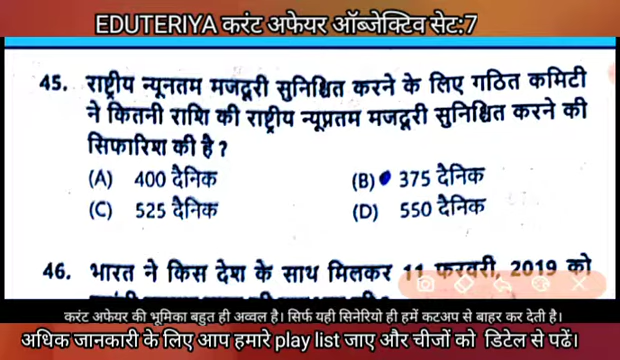 EDUTERIYA करंट अफेयर ऑब्जेक्टिव सेट:7
45. राष्ट्रीय न्यूनतम मजदूरी सुनिश्चित करने के लिए गठित कमिटी
ने कितनी राशि की राष्ट्रीय न्यूप्रतम मजदूरी सुनिश्चित करने की
सिफारिश की है ?
(A) 400 दैनिक (B) 375 दैनिक
(C) 525 दैनिक (D) 550 दैनिक
46. भारत ने किस देश के साथ मिलकर 11 फरवरी, 2019 को
करंट अफेयर की भूमिका बहुत ही अव्वल है। सिर्फ यही सिनेरियो ही हमें कटअप से बाहर कर देती है।
अधिक जानकारी के लिए आप हमारे play list जाए और चीजों को डिटेल से पढें।